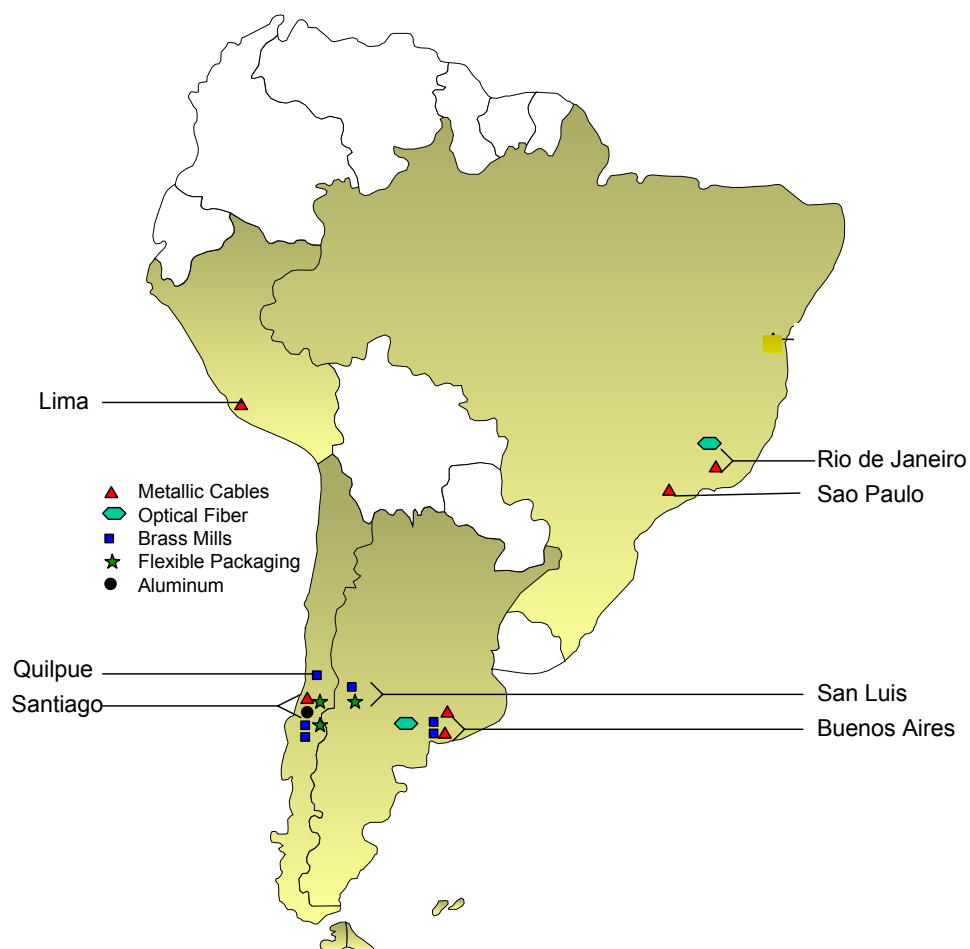 Lima
Rio de Janeiro
Sao Paulo
Metallic Cables
Optical Fiber
Brass Mills
Flexible Packaging
Aluminum
Quilpue
Santiago
San Luis
Buenos Aires